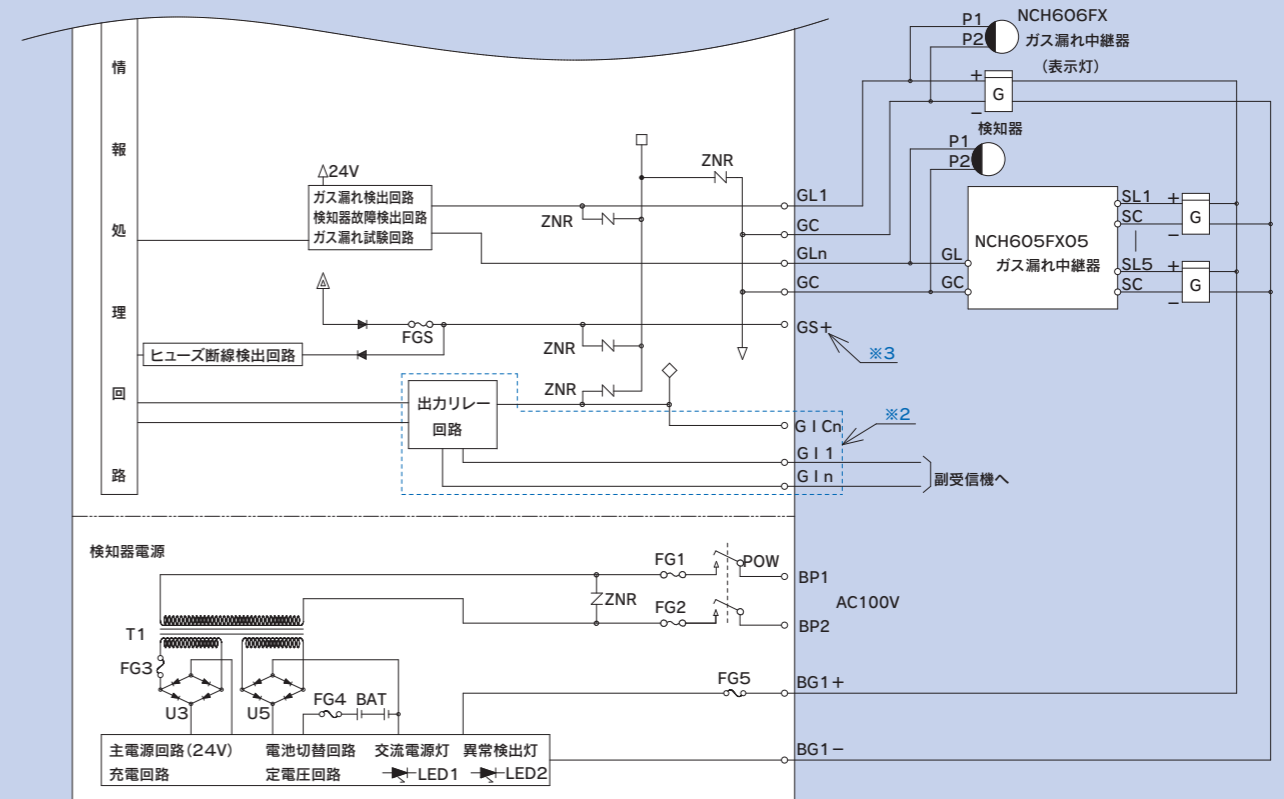 情報処理回路
P1
P2
NCH606FX
ガス漏れ中継器
(表示灯)
+
G
−
検知器
P1
P2
△24V
ガス漏れ検出回路
検知器故障検出回路
ガス漏れ試験回路
ZNR
ZNR
GL1
GC
GLn
GC
GL
GC
NCH605FX05
ガス漏れ中継器
SL1
SC
SL5
SC
+
G
−
+
G
−
FGS
ヒューズ断線検出回路
ZNR
GS+
※3
ZNR
出力リレー
回路
GICn
※2
GI1
GIn
副受信機へ
検知器電源
FG1
POW
BP1
ZNR
AC100V
FG2
BP2
T1
FG3
U3
U5
FG4
BAT
FG5
BG1+
主電源回路(24V)
電池切替回路
交流電源灯
異常検出灯
充電回路
定電圧回路
LED1
LED2
BG1−